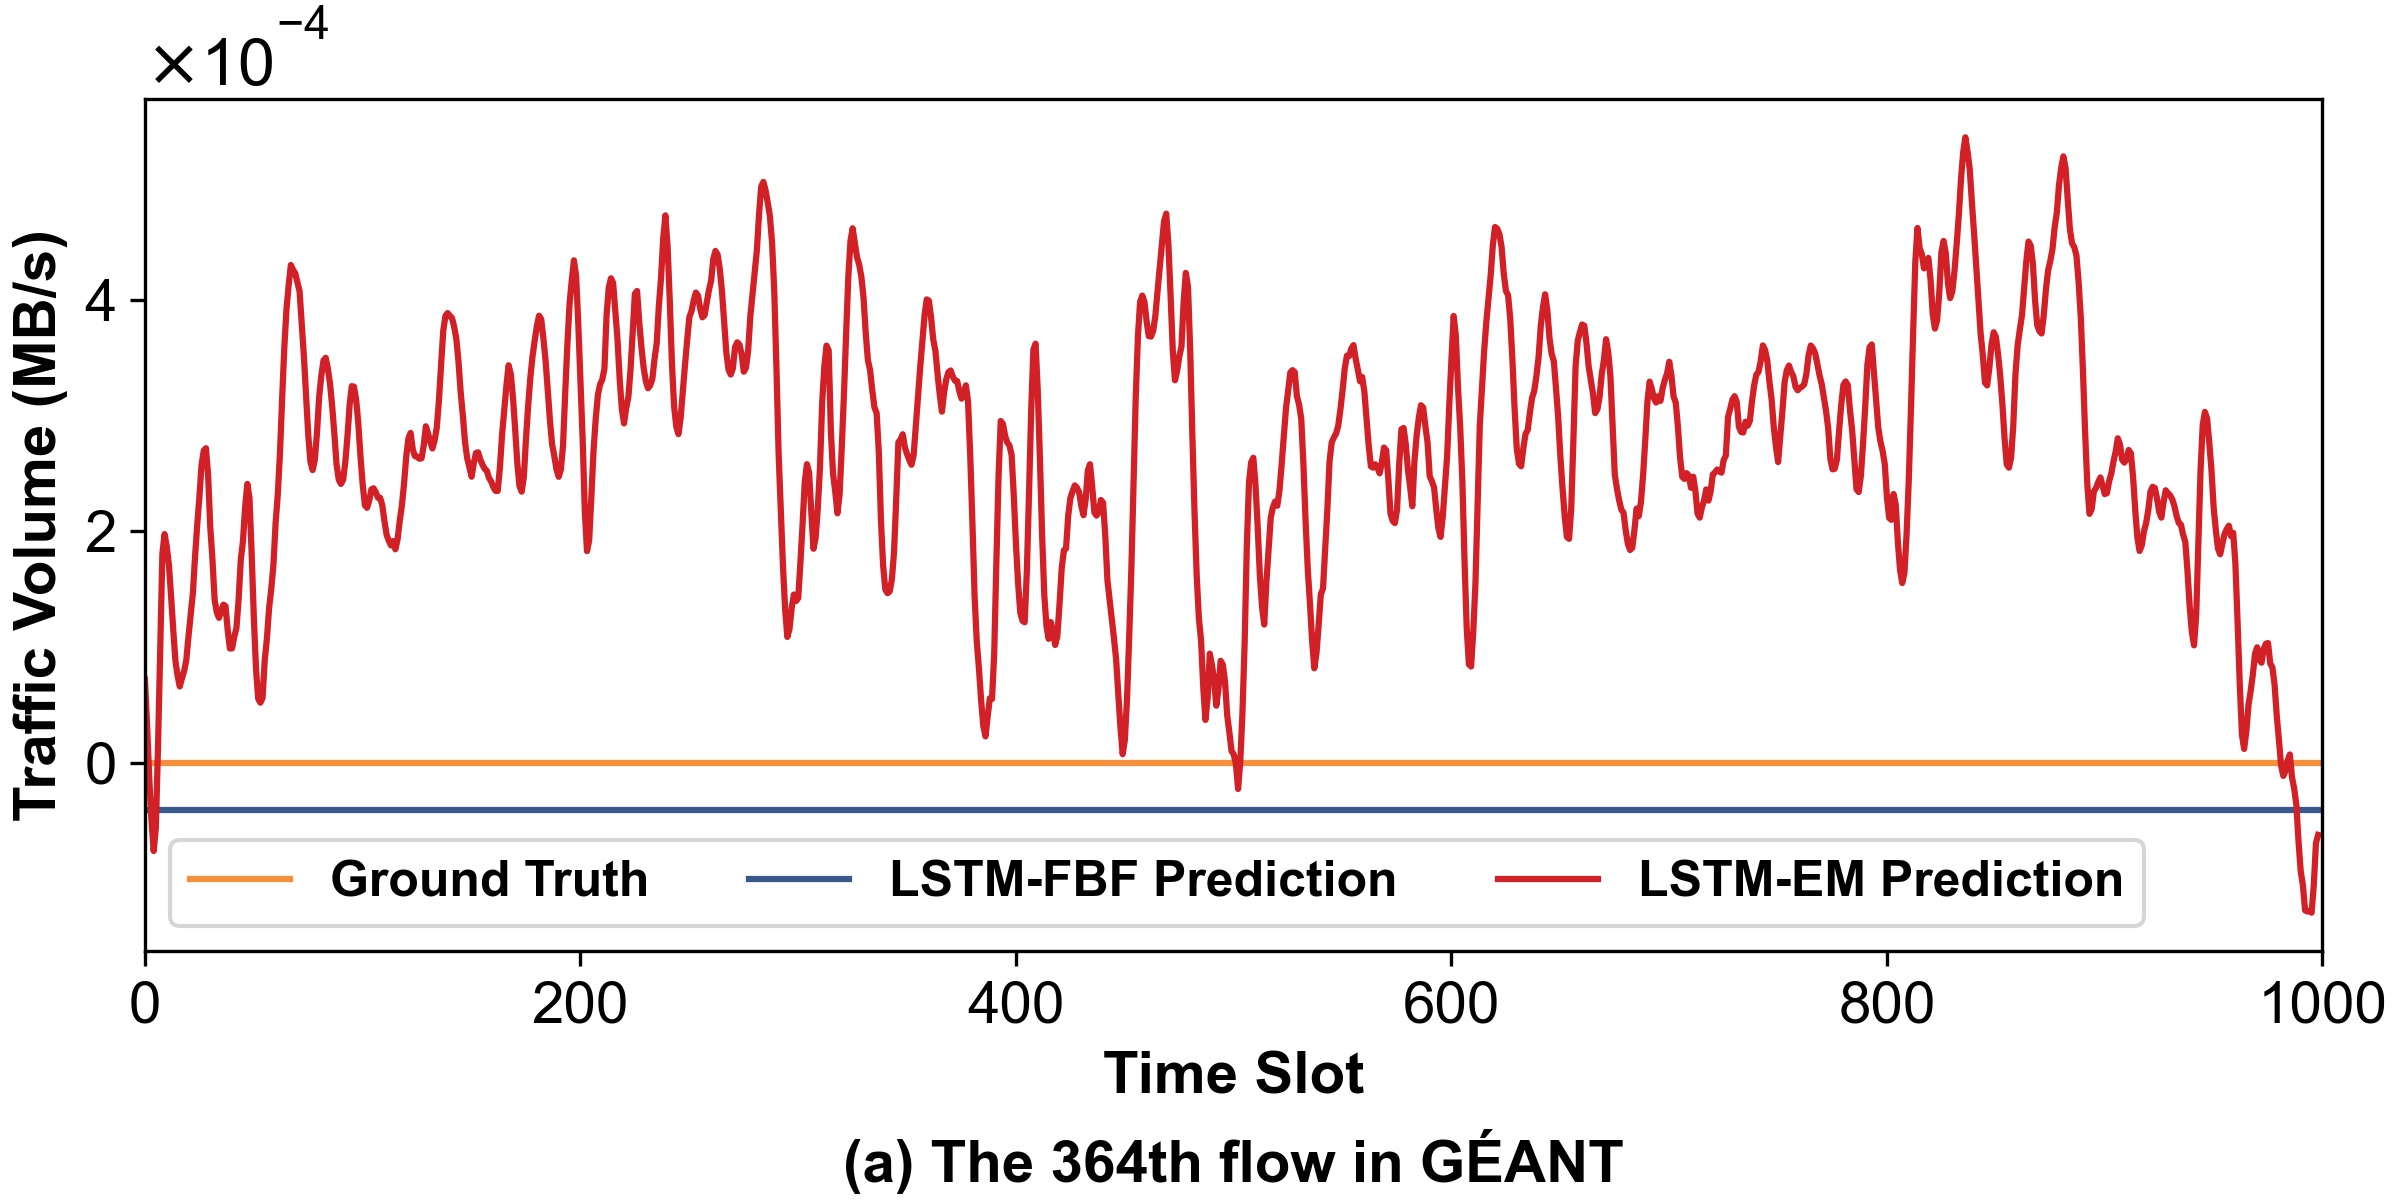 ×10⁻⁴
Traffic Volume (MB/s)
4
2
0
Ground Truth LSTM-FBF Prediction LSTM-EM Prediction
0 200 400 600 800 1000
Time Slot
(a) The 364th flow in GÉANT